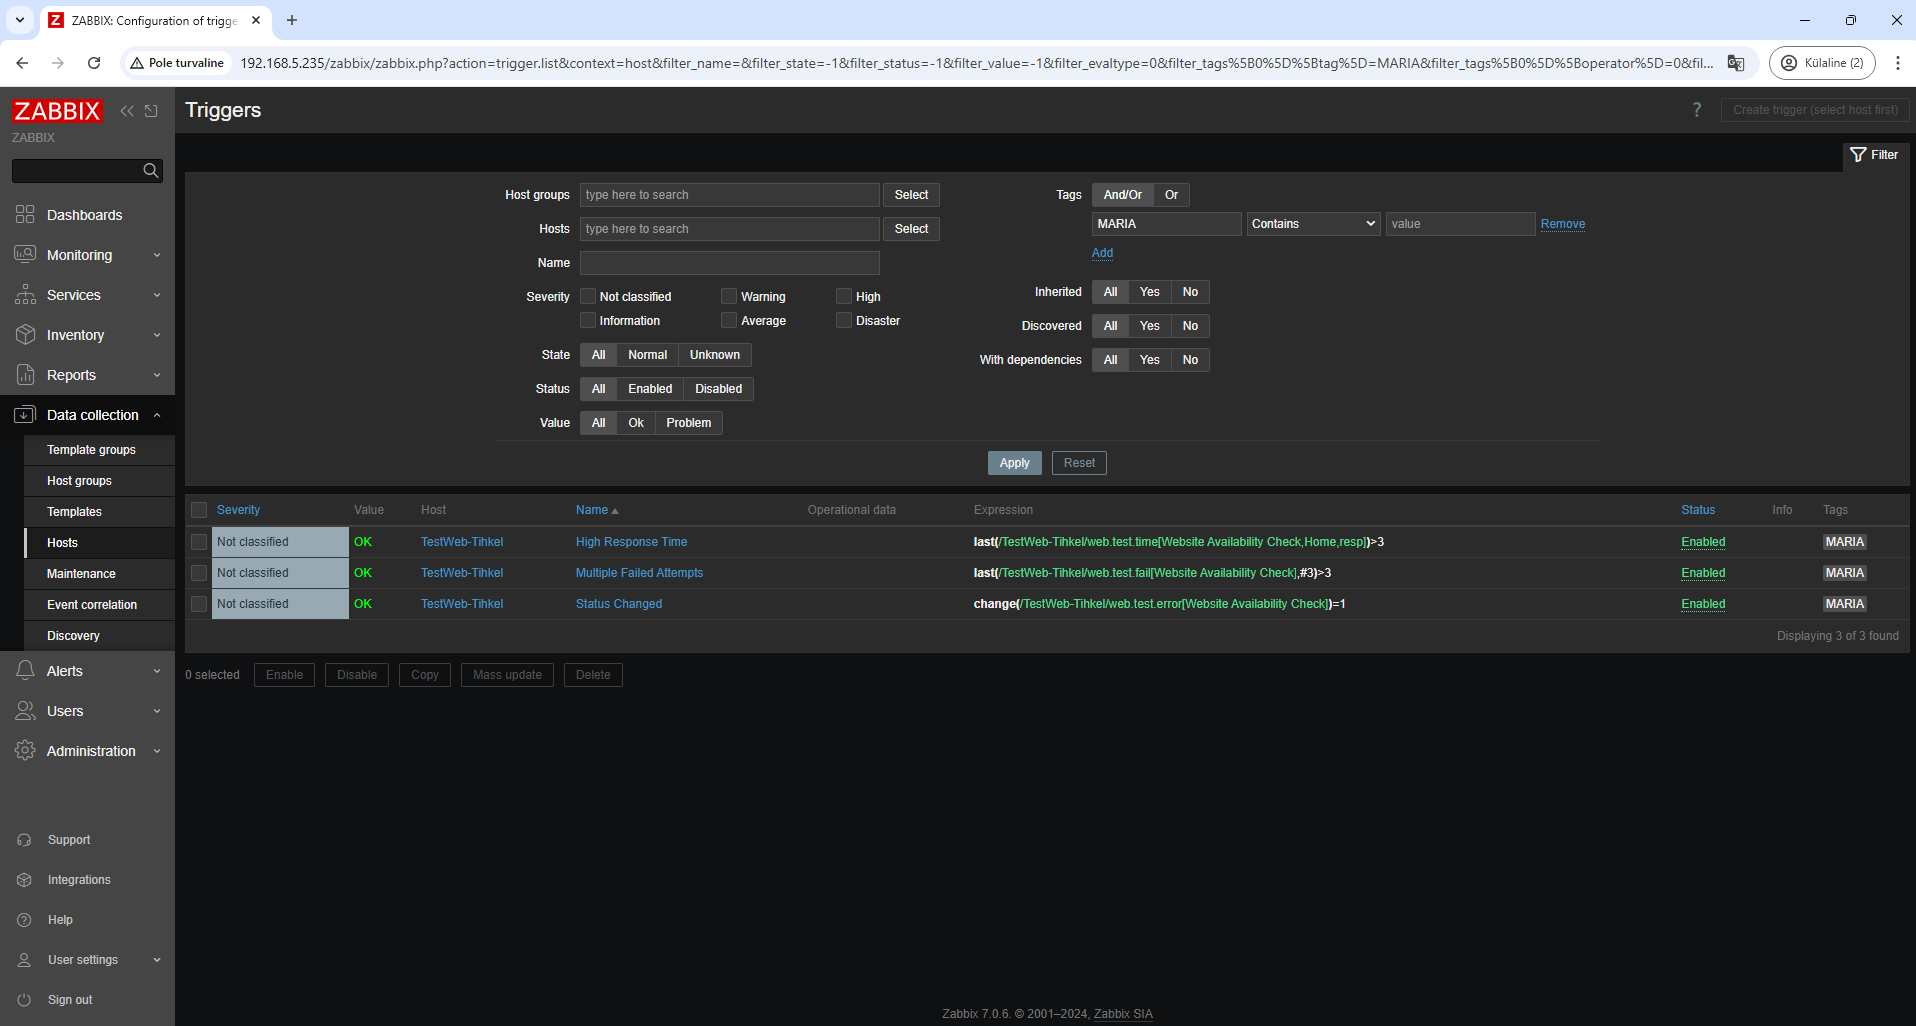 ZABBIX: Configuration of trigge
Pole turvaline
192.168.5.235/zabbix/zabbix.php?action=trigger.list&context=host&filter_name=&filter_state=-1&filter_status=-1&filter_value=-1&filter_evaltype=0&filter_tags%5B0%5D%5Btag%5D=MARIA&filter_tags%5B0%5D%5Boperator%5D=0&fil...
Külaline (2)
ZABBIX
ZABBIX
Dashboards
Monitoring
Services
Inventory
Reports
Data collection
Template groups
Host groups
Templates
Hosts
Maintenance
Event correlation
Discovery
Alerts
Users
Administration
Support
Integrations
Help
User settings
Sign out
Triggers
? Create trigger (select host first)
Filter
Host groups type here to search Select
Hosts type here to search Select
Name
Severity Not classified Warning High
Information Average Disaster
State All Normal Unknown
Status All Enabled Disabled
Value All Ok Problem
Tags And/Or Or
MARIA Contains value Remove
Add
Inherited All Yes No
Discovered All Yes No
With dependencies All Yes No
Apply Reset
Severity Value Host Name Operational data Expression Status Info Tags
Not classified OK TestWeb-Tihkel High Response Time last(/TestWeb-Tihkel/web.test.time[Website Availability Check,Home,resp])>3 Enabled MARIA
Not classified OK TestWeb-Tihkel Multiple Failed Attempts last(/TestWeb-Tihkel/web.test.fail[Website Availability Check],#3)>3 Enabled MARIA
Not classified OK TestWeb-Tihkel Status Changed change(/TestWeb-Tihkel/web.test.error[Website Availability Check])=1 Enabled MARIA
Displaying 3 of 3 found
0 selected Enable Disable Copy Mass update Delete
Zabbix 7.0.6. © 2001–2024, Zabbix SIA